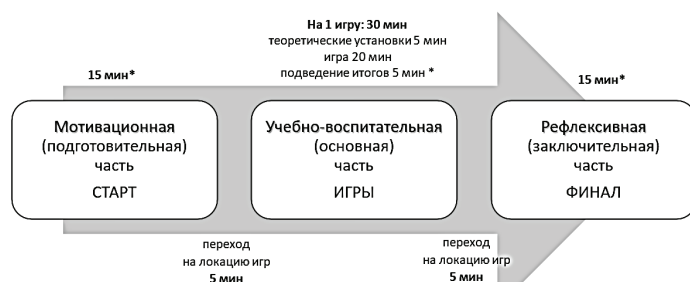 На 1 игру: 30 мин
теоретические установки 5 мин
игра 20 мин
подведение итогов 5 мин *
15 мин*
15 мин*
Мотивационная
(подготовительная)
часть
СТАРТ
Учебно-воспитательная
(основная)
часть
ИГРЫ
Рефлексивная
(заключительная)
часть
ФИНАЛ
переход
на локацию игр
5 мин
переход
на локацию игр
5 мин